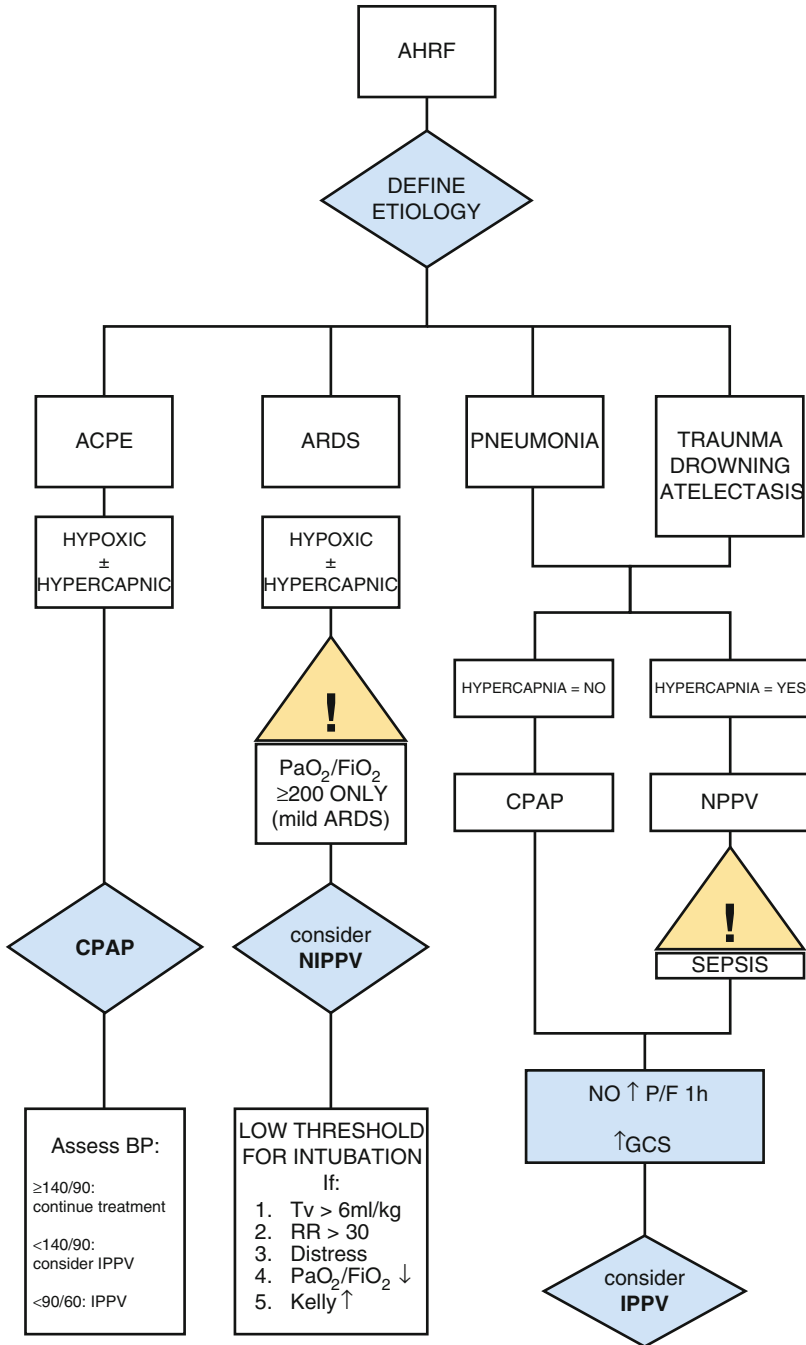 AHRF
DEFINE
ETIOLOGY
ACPE
HYPOXIC
±
HYPERCAPNIC
CPAP
Assess BP:
≥140/90:
continue treatment
<140/90:
consider IPPV
<90/60: IPPV
ARDS
HYPOXIC
±
HYPERCAPNIC
!
PaO₂/FiO₂
≥200 ONLY
(mild ARDS)
consider
NIPPV
LOW THRESHOLD
FOR INTUBATION
If:
1. Tv > 6ml/kg
2. RR > 30
3. Distress
4. PaO₂/FiO₂ ↓
5. Kelly ↑
PNEUMONIA
TRAUNMA
DROWNING
ATELECTASIS
HYPERCAPNIA = NO
HYPERCAPNIA = YES
CPAP
NPPV
!
SEPSIS
NO ↑ P/F 1h
↑GCS
consider
IPPV